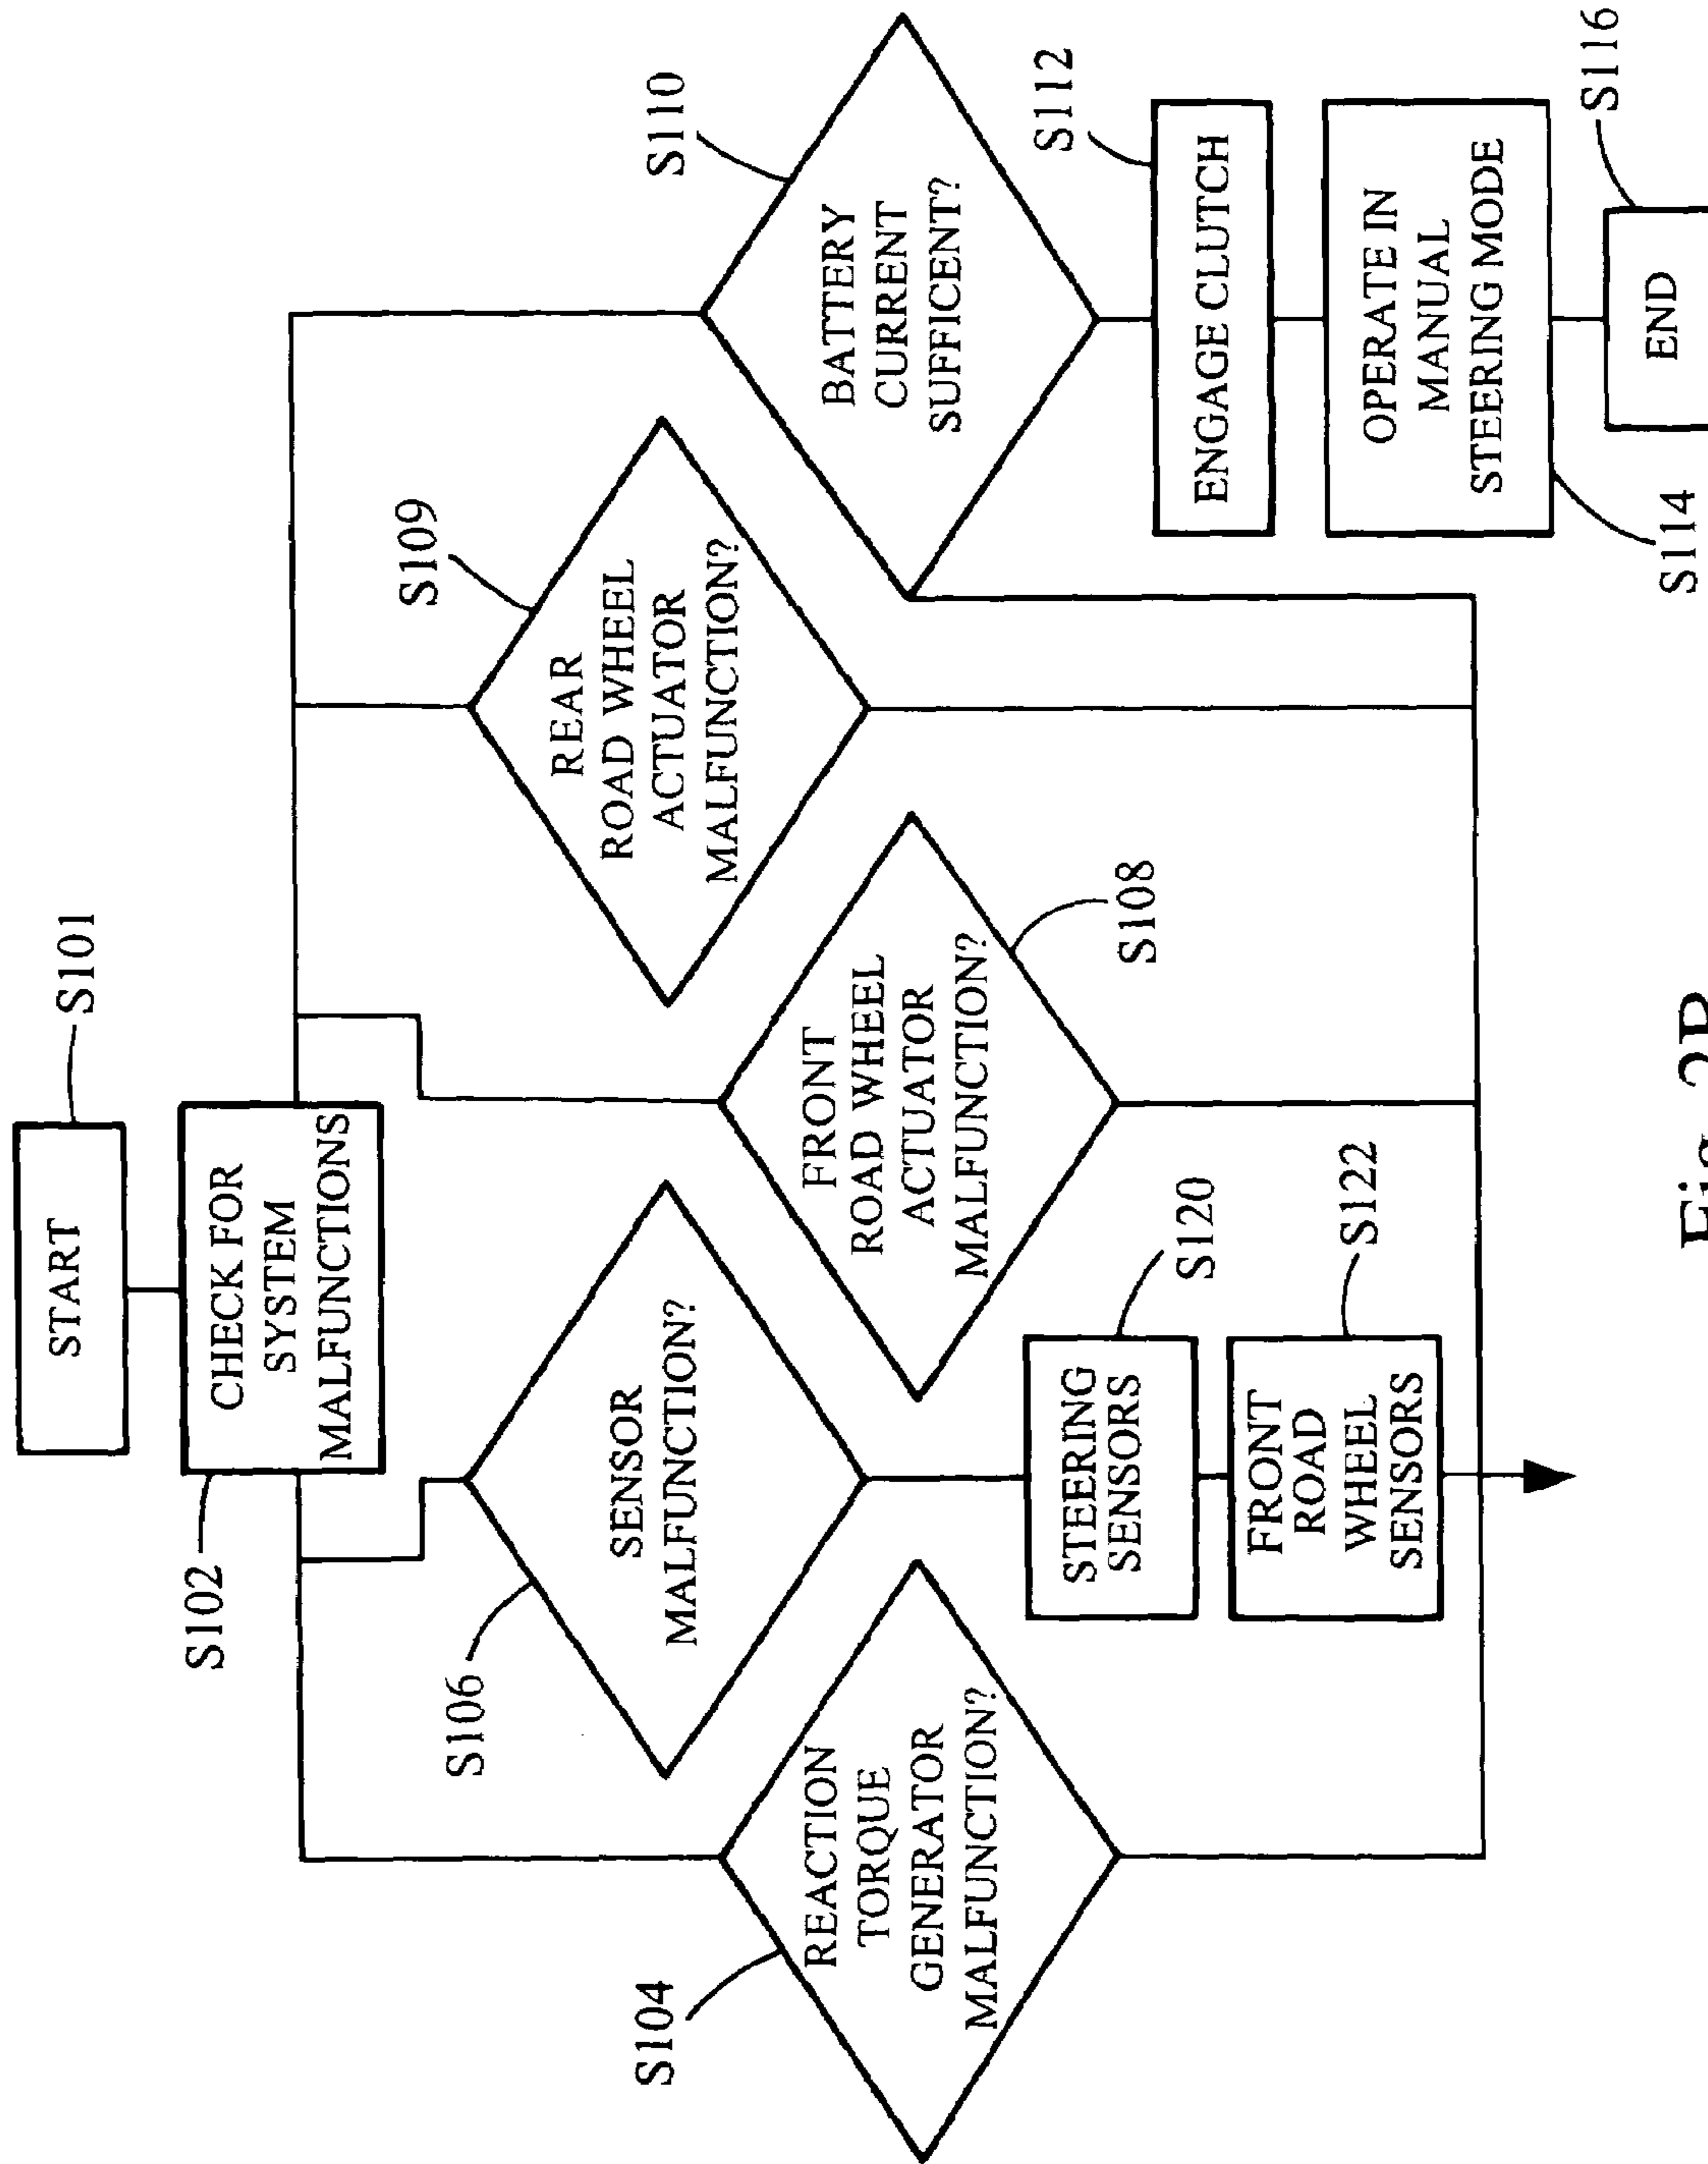 START
S101
CHECK FOR
SYSTEM
MALFUNCTIONS
S102
S106
SENSOR
MALFUNCTION?
S109
REAR
ROAD WHEEL
ACTUATOR
MALFUNCTION?
S104
REACTION
TORQUE
GENERATOR
MALFUNCTION?
FRONT
ROAD WHEEL
ACTUATOR
MALFUNCTION?
S108
S110
BATTERY
CURRENT
SUFFICENT?
STEERING
SENSORS
S120
FRONT
ROAD
WHEEL
SENSORS
S122
S112
ENGAGE CLUTCH
OPERATE IN
MANUAL
STEERING MODE
S114
END
S116